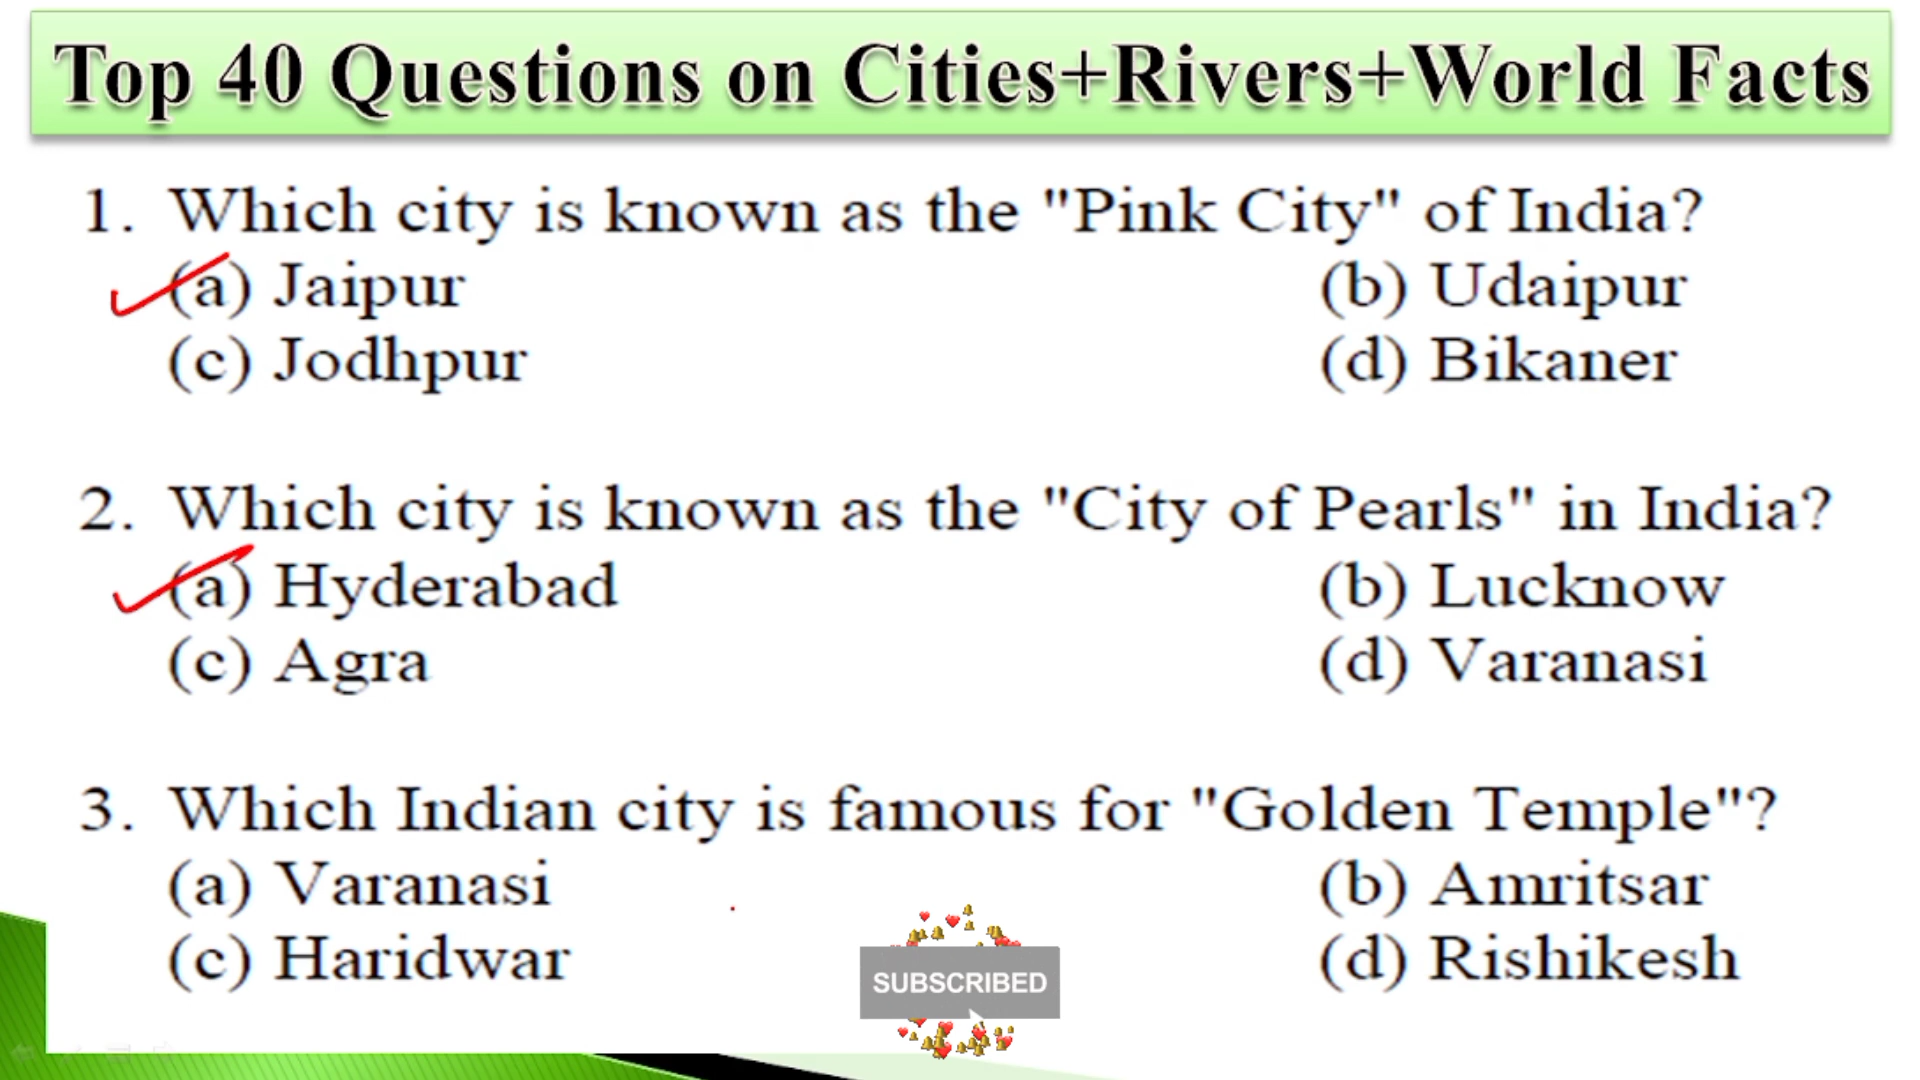 Top 40 Questions on Cities+Rivers+World Facts
1. Which city is known as the "Pink City" of India?
(a) Jaipur (b) Udaipur
(c) Jodhpur (d) Bikaner
2. Which city is known as the "City of Pearls" in India?
(a) Hyderabad (b) Lucknow
(c) Agra (d) Varanasi
3. Which Indian city is famous for "Golden Temple"?
(a) Varanasi (b) Amritsar
(c) Haridwar (d) Rishikesh
SUBSCRIBED